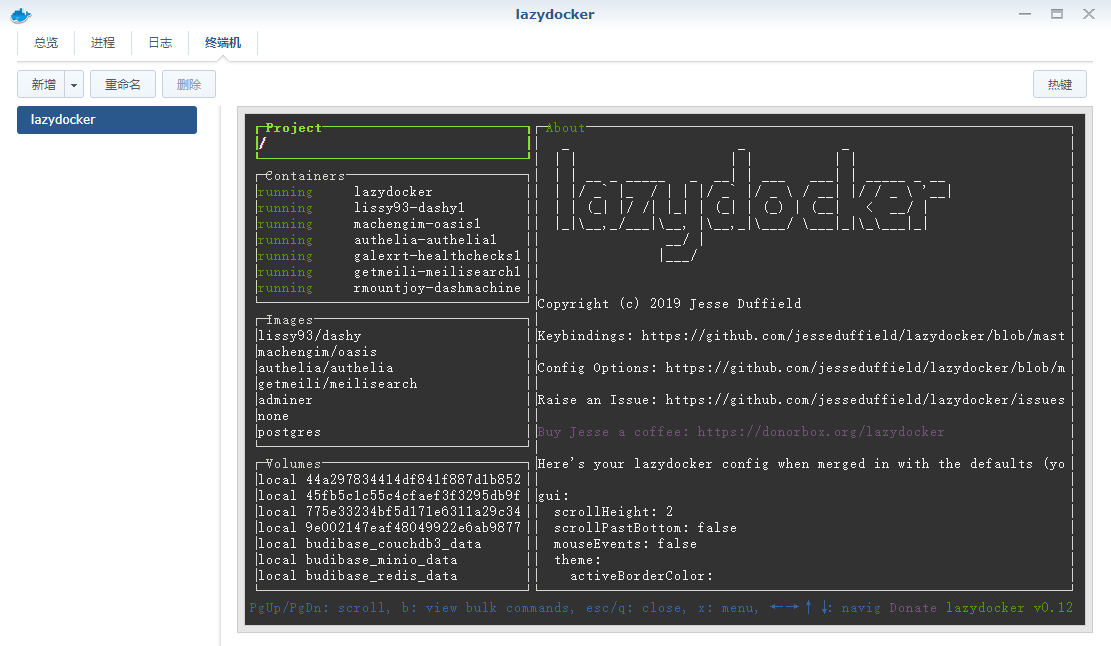 lazydocker
总览 进程 日志 终端机
新增 重命名 删除 热键
lazydocker
Project
/
Containers
running lazydocker
running lissy93-dashy1
running machengim-oasis1
running authelia-authelia1
running galexrt-healthchecks1
running getmeili-meilisearch1
running rmountjoy-dashmachine
Images
lissy93/dashy
machengim/oasis
authelia/authelia
getmeili/meilisearch
adminer
none
postgres
Volumes
local 44a297834414df841f887d1b852
local 45fb5c1c55c4cfaef3f3295db9f
local 775e33234bf5d171e6311a29c34
local 9e002147eaf48049922e6ab9877
local budibase_couchdb3_data
local budibase_minio_data
local budibase_redis_data
About
lazydocker
Copyright (c) 2019 Jesse Duffield
Keybindings: https://github.com/jesseduffield/lazydocker/blob/mast
Config Options: https://github.com/jesseduffield/lazydocker/blob/m
Raise an Issue: https://github.com/jesseduffield/lazydocker/issues
Buy Jesse a coffee: https://donorbox.org/lazydocker
Here's your lazydocker config when merged in with the defaults (yo
gui:
scrollHeight: 2
scrollPastBottom: false
mouseEvents: false
theme:
activeBorderColor:
PgUp/PgDn: scroll, b: view bulk commands, esc/q: close, x: menu, ←→↑↓: navig Donate lazydocker v0.12